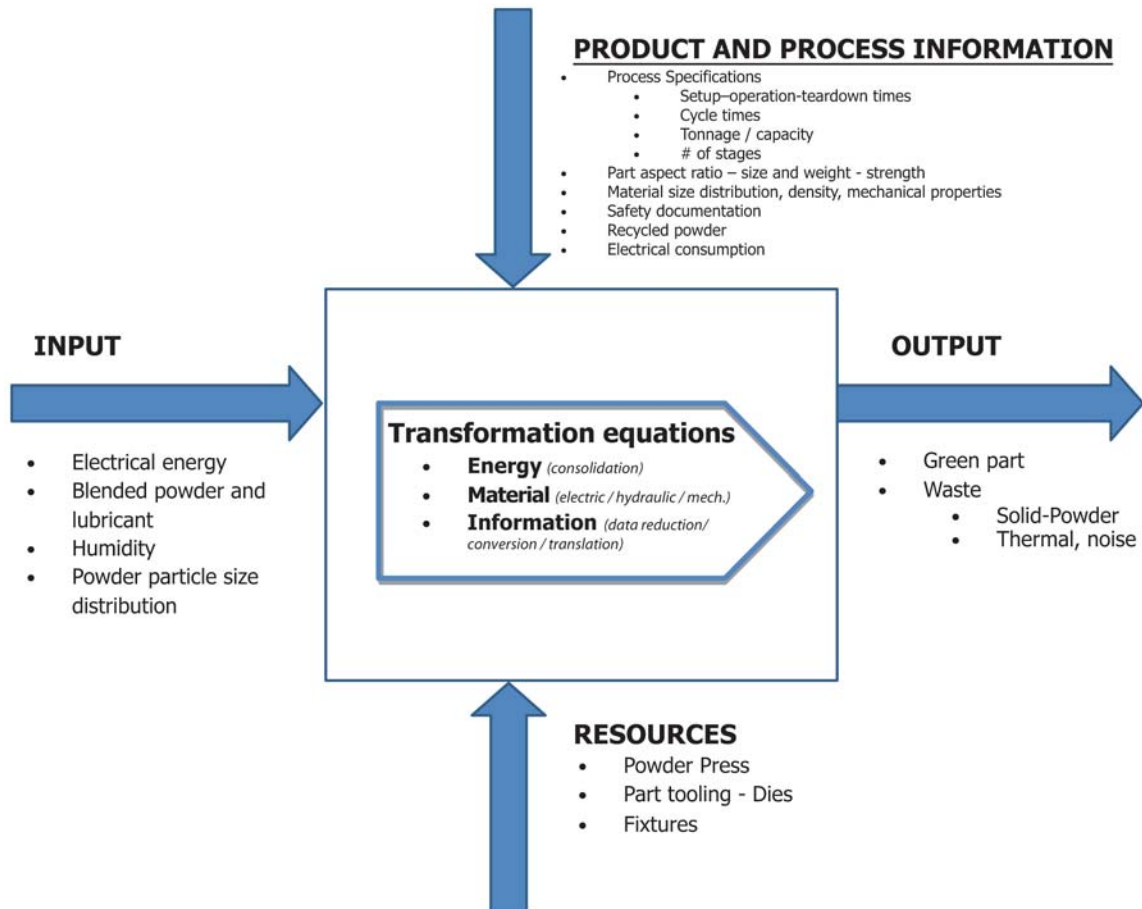 PRODUCT AND PROCESS INFORMATION
• Process Specifications
• Setup–operation-teardown times
• Cycle times
• Tonnage / capacity
• # of stages
• Part aspect ratio – size and weight - strength
• Material size distribution, density, mechanical properties
• Safety documentation
• Recycled powder
• Electrical consumption
INPUT
• Electrical energy
• Blended powder and
lubricant
• Humidity
• Powder particle size
distribution
Transformation equations
• Energy (consolidation)
• Material (electric / hydraulic / mech.)
• Information (data reduction/
conversion / translation)
OUTPUT
• Green part
• Waste
• Solid-Powder
• Thermal, noise
RESOURCES
• Powder Press
• Part tooling - Dies
• Fixtures